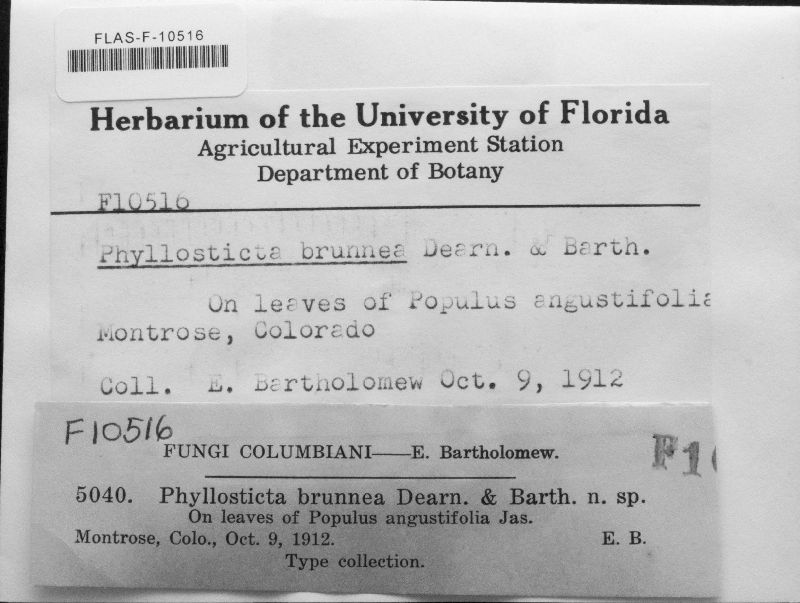 FLAS-F-10516
Herbarium of the University of Florida
Agricultural Experiment Station
Department of Botany
F10516
Phyllosticta brunnea Dearn. & Barth.
On leaves of Populus angustifolia
Montrose, Colorado
Coll. E. Bartholomew Oct. 9, 1912
F10516
FUNGI COLUMBIANI—E. Bartholomew.
F1
5040. Phyllosticta brunnea Dearn. & Barth. n. sp.
On leaves of Populus angustifolia Jas.
Montrose, Colo., Oct. 9, 1912. E. B.
Type collection.